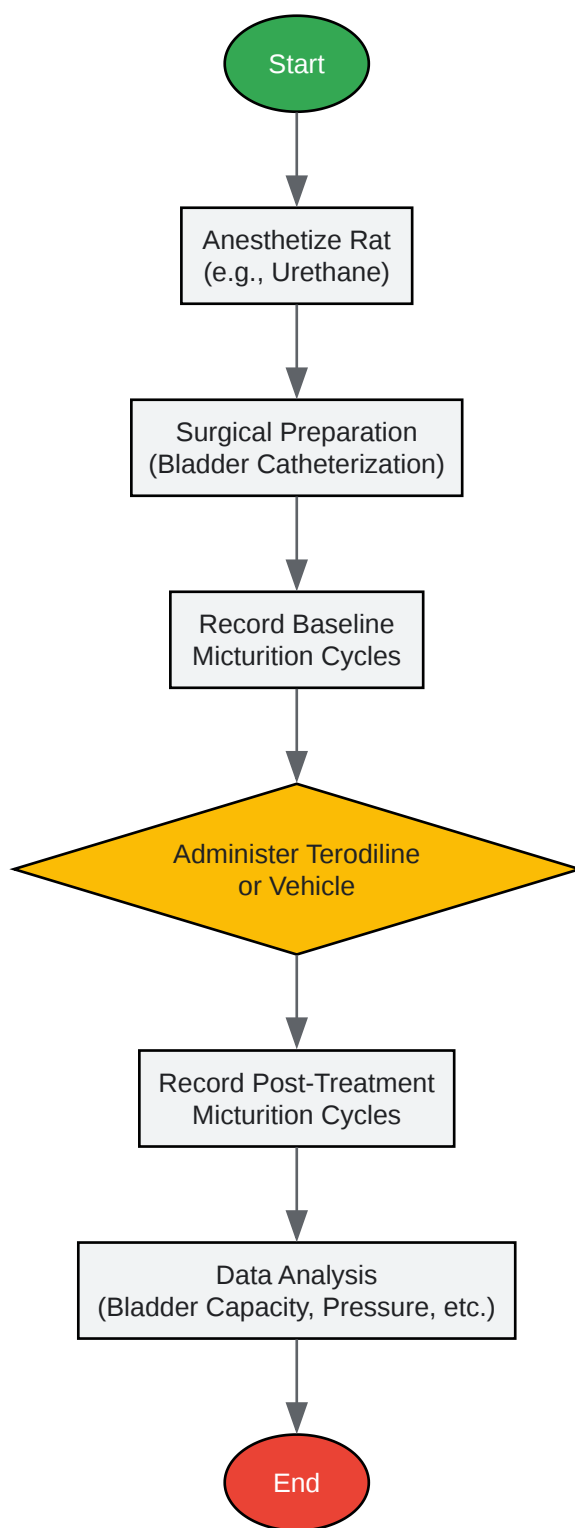 Start
Anesthetize Rat
(e.g., Urethane)
Surgical Preparation
(Bladder Catheterization)
Record Baseline
Micturition Cycles
Administer Terodiline
or Vehicle
Record Post-Treatment
Micturition Cycles
Data Analysis
(Bladder Capacity, Pressure, etc.)
End